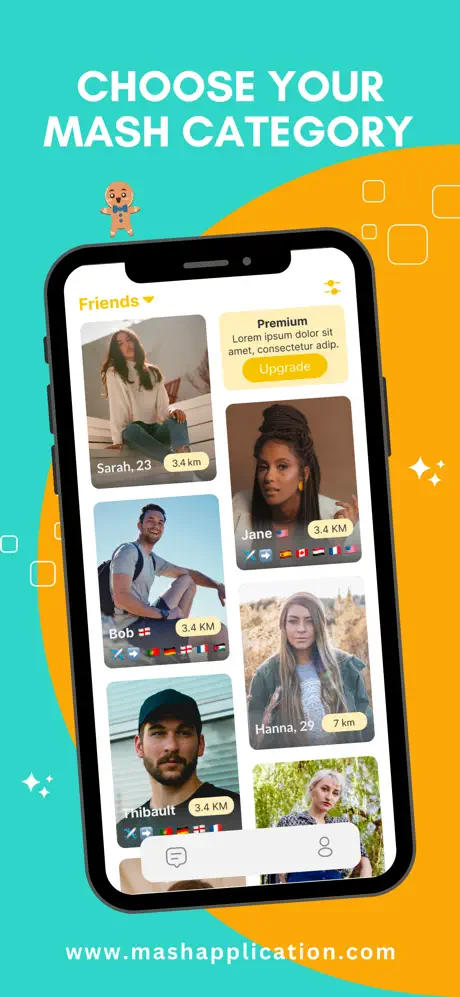 CHOOSE YOUR
MASH CATEGORY
Friends
Premium
Lorem ipsum dolor sit
amet, consectetur adip.
Upgrade
Sarah, 23
3.4 km
Jane
3.4 KM
Bob
3.4 KM
Hanna, 29
7 km
Thibault
3.4 KM
www.mashapplication.com